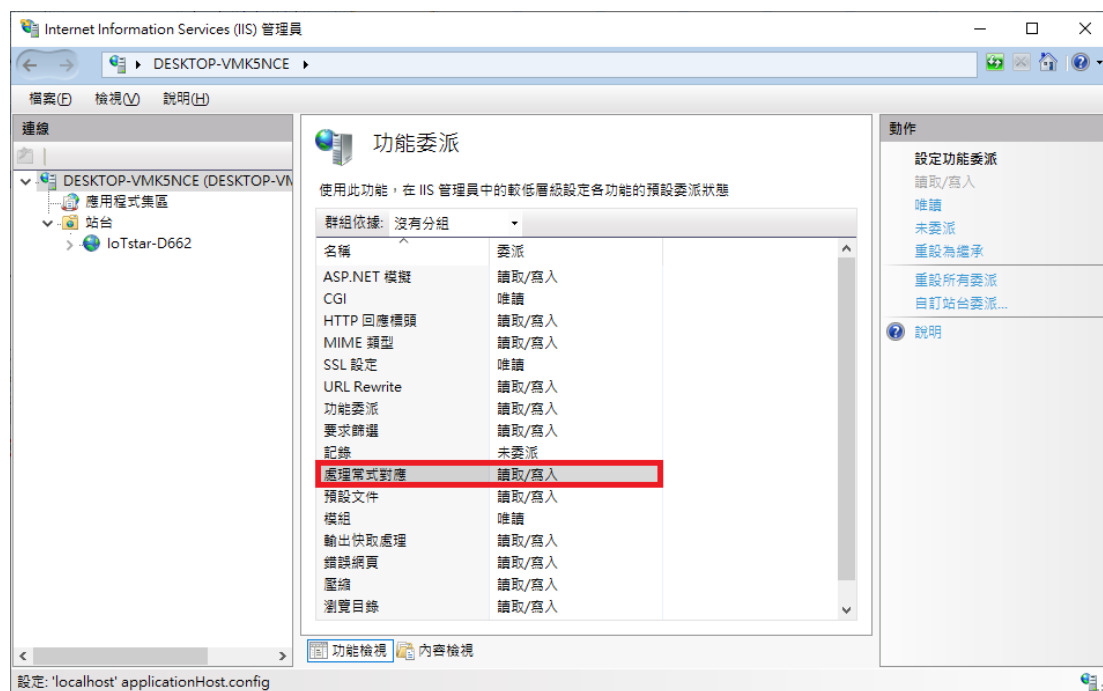 Internet Information Services (IIS) 管理員
DESKTOP-VMK5NCE
檔案(F) 檢視(V) 說明(H)
連線
DESKTOP-VMK5NCE (DESKTOP-VM
應用程式集區
站台
IoTstar-D662
功能委派
使用此功能，在 IIS 管理員中的較低層級設定各功能的預設委派狀態
群組依據: 沒有分組
名稱 委派
ASP.NET 模擬 讀取/寫入
CGI 唯讀
HTTP 回應標頭 讀取/寫入
MIME 類型 讀取/寫入
SSL 設定 唯讀
URL Rewrite 讀取/寫入
功能委派 讀取/寫入
要求篩選 讀取/寫入
記錄 未委派
處理常式對應 讀取/寫入
預設文件 讀取/寫入
模組 唯讀
輸出快取處理 讀取/寫入
錯誤網頁 讀取/寫入
壓縮 讀取/寫入
瀏覽目錄 讀取/寫入
功能檢視 內容檢視
動作
設定功能委派
讀取/寫入
唯讀
未委派
重設為繼承
重設所有委派
自訂站台委派...
說明
設定: 'localhost' applicationHost.config